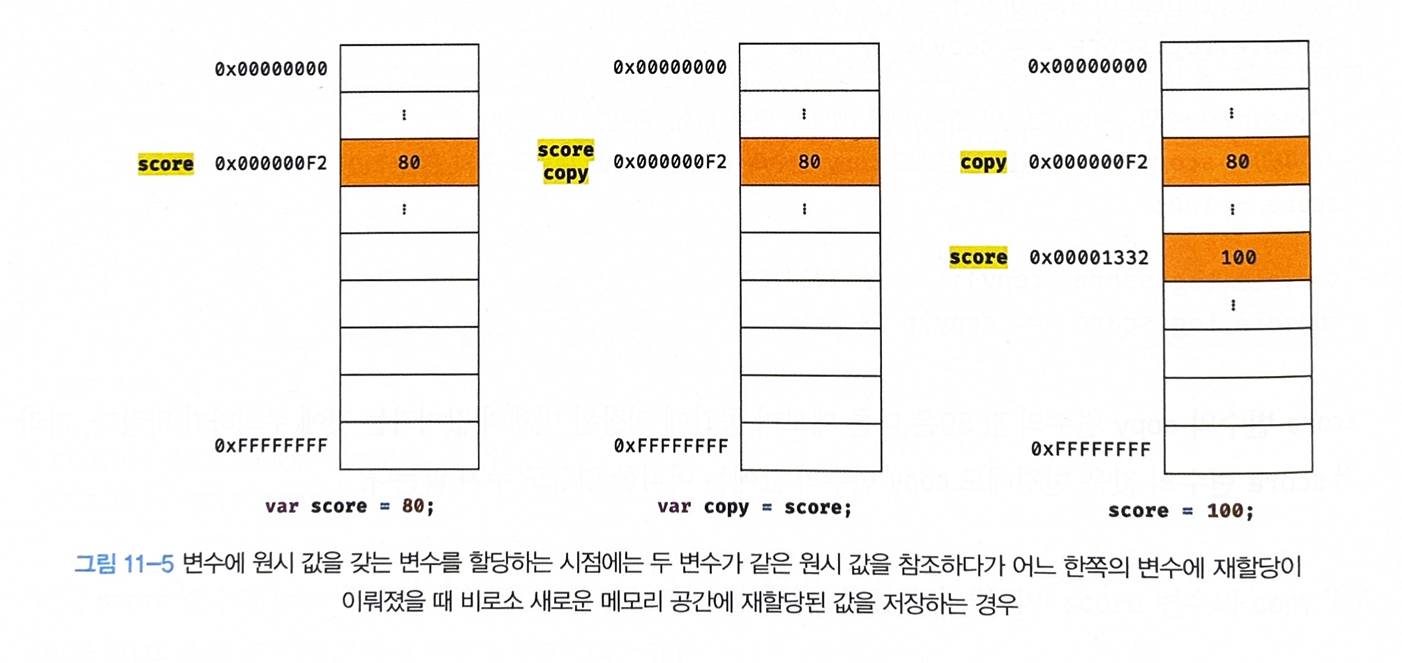 0x00000000
⋮
score 0x000000F2 80
⋮
0xFFFFFFFF
var score = 80;
0x00000000
⋮
score
copy 0x000000F2 80
⋮
0xFFFFFFFF
var copy = score;
0x00000000
⋮
copy 0x000000F2 80
⋮
score 0x00001332 100
⋮
0xFFFFFFFF
score = 100;
그림 11-5 변수에 원시 값을 갖는 변수를 할당하는 시점에는 두 변수가 같은 원시 값을 참조하다가 어느 한쪽의 변수에 재할당이
이뤄졌을 때 비로소 새로운 메모리 공간에 재할당된 값을 저장하는 경우